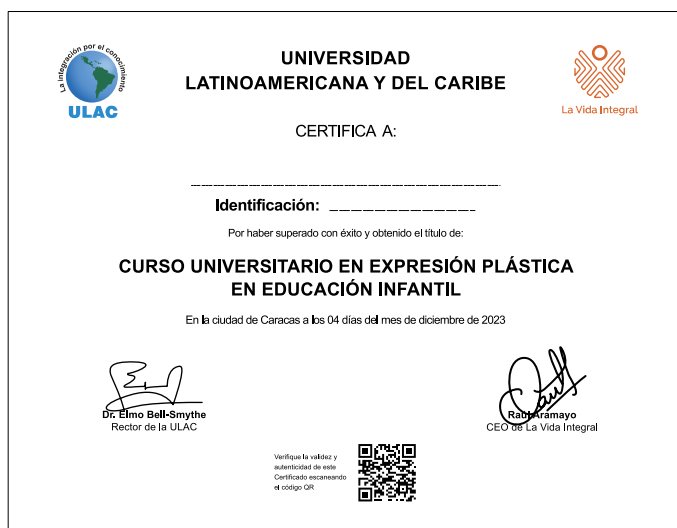 La integración por el conocimiento
ULAC
UNIVERSIDAD
LATINOAMERICANA Y DEL CARIBE
La Vida Integral
CERTIFICA A:
Identificación:
Por haber superado con éxito y obtenido el título de:
CURSO UNIVERSITARIO EN EXPRESIÓN PLÁSTICA
EN EDUCACIÓN INFANTIL
En la ciudad de Caracas a los 04 días del mes de diciembre de 2023
Dr. Elmo Bell-Smythe
Rector de la ULAC
Raúl Aramayo
CEO de La Vida Integral
Verifique la validez y
autenticidad de este
Certificado escaneando
el código QR